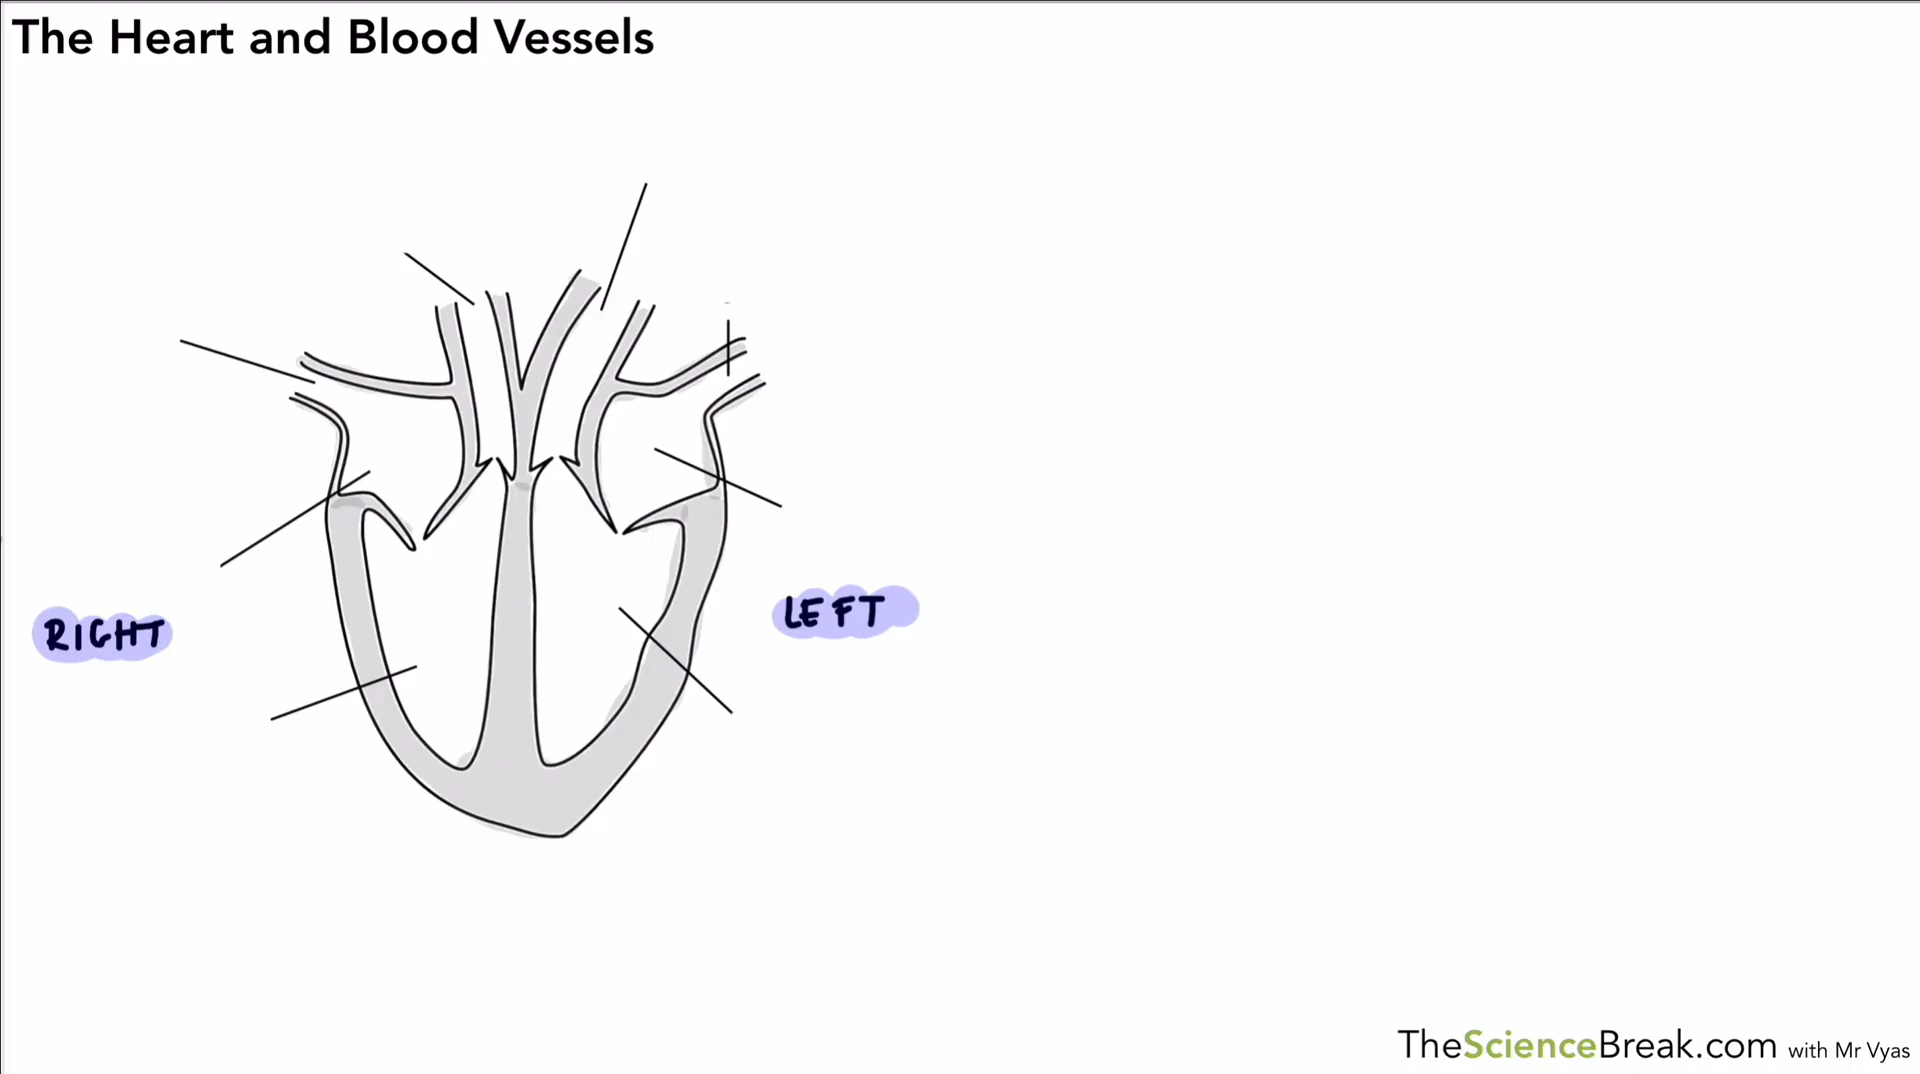 The Heart and Blood Vessels
RIGHT
LEFT
TheScienceBreak.com with Mr Vyas